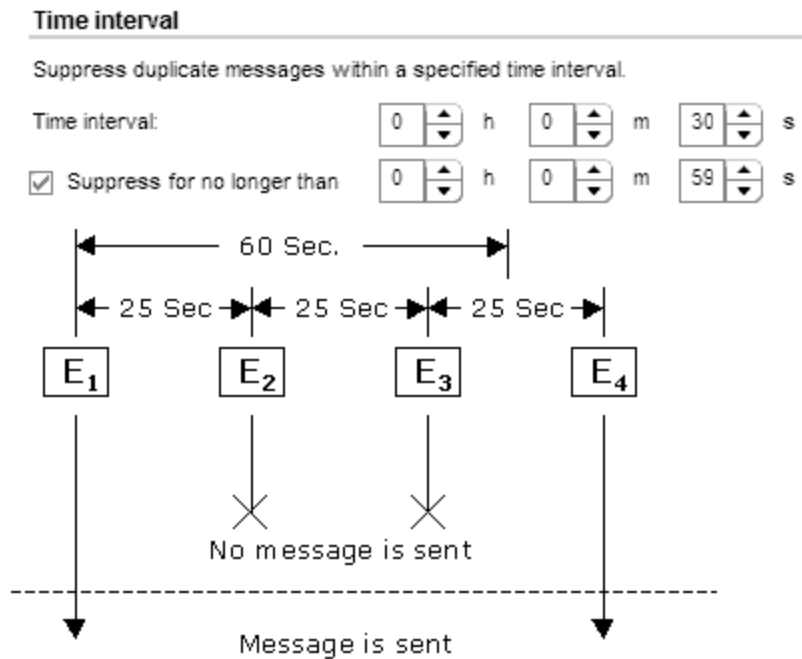 Time interval
Suppress duplicate messages within a specified time interval.
Time interval: 0 h 0 m 30 s
Suppress for no longer than 0 h 0 m 59 s
60 Sec.
25 Sec 25 Sec 25 Sec
E1 E2 E3 E4
No message is sent
Message is sent